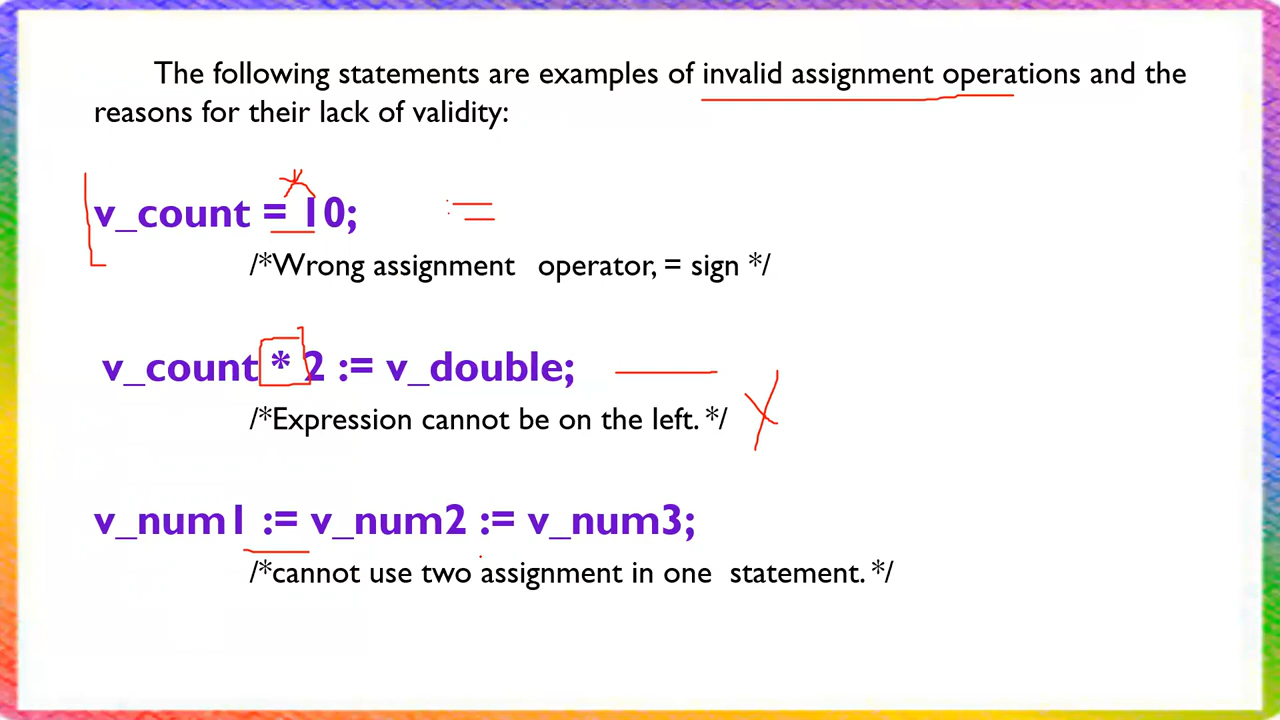 The following statements are examples of invalid assignment operations and the
reasons for their lack of validity:
v_count = 10;
/*Wrong assignment operator, = sign */
v_count * 2 := v_double;
/*Expression cannot be on the left. */
v_num1 := v_num2 := v_num3;
/*cannot use two assignment in one statement. */